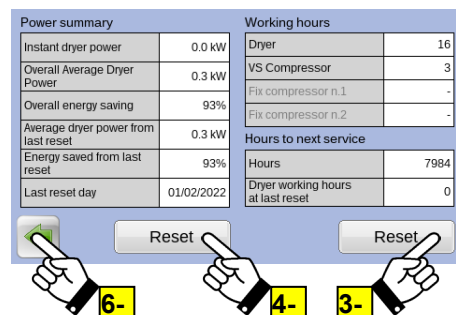 Power summary
Instant dryer power 0.0 kW
Overall Average Dryer
Power 0.3 kW
Overall energy saving 93%
Average dryer power from
last reset 0.3 kW
Energy saved from last
reset 93%
Last reset day 01/02/2022
Working hours
Dryer 16
VS Compressor 3
Fix compressor n.1 -
Fix compressor n.2 -
Hours to next service
Hours 7984
Dryer working hours
at last reset 0
Reset
Reset
6-
4-
3-